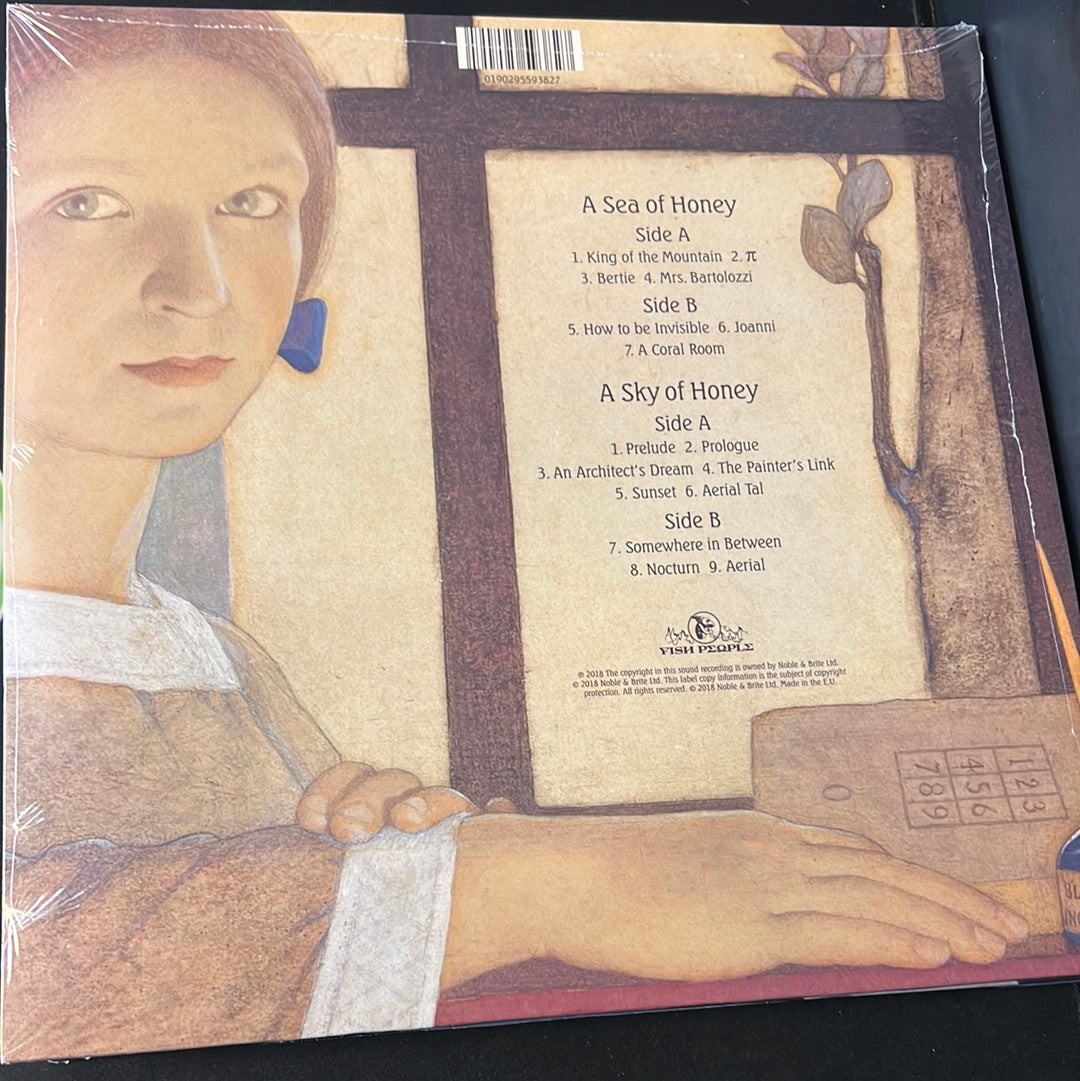 0190295593827
A Sea of Honey
Side A
1. King of the Mountain 2. π
3. Bertie 4. Mrs. Bartolozzi
Side B
5. How to be Invisible 6. Joanni
7. A Coral Room
A Sky of Honey
Side A
1. Prelude 2. Prologue
3. An Architect's Dream 4. The Painter's Link
5. Sunset 6. Aerial Tal
Side B
7. Somewhere in Between
8. Nocturn 9. Aerial
FISH PEOPLE
℗ 2018 The copyright in this sound recording is owned by Noble & Brite Ltd.
© 2018 Noble & Brite Ltd. This label copy information is the subject of copyright
protection. All rights reserved. © 2018 Noble & Brite Ltd. Made in the E.U.
1 2 3
4 5 6
7 8 9
0